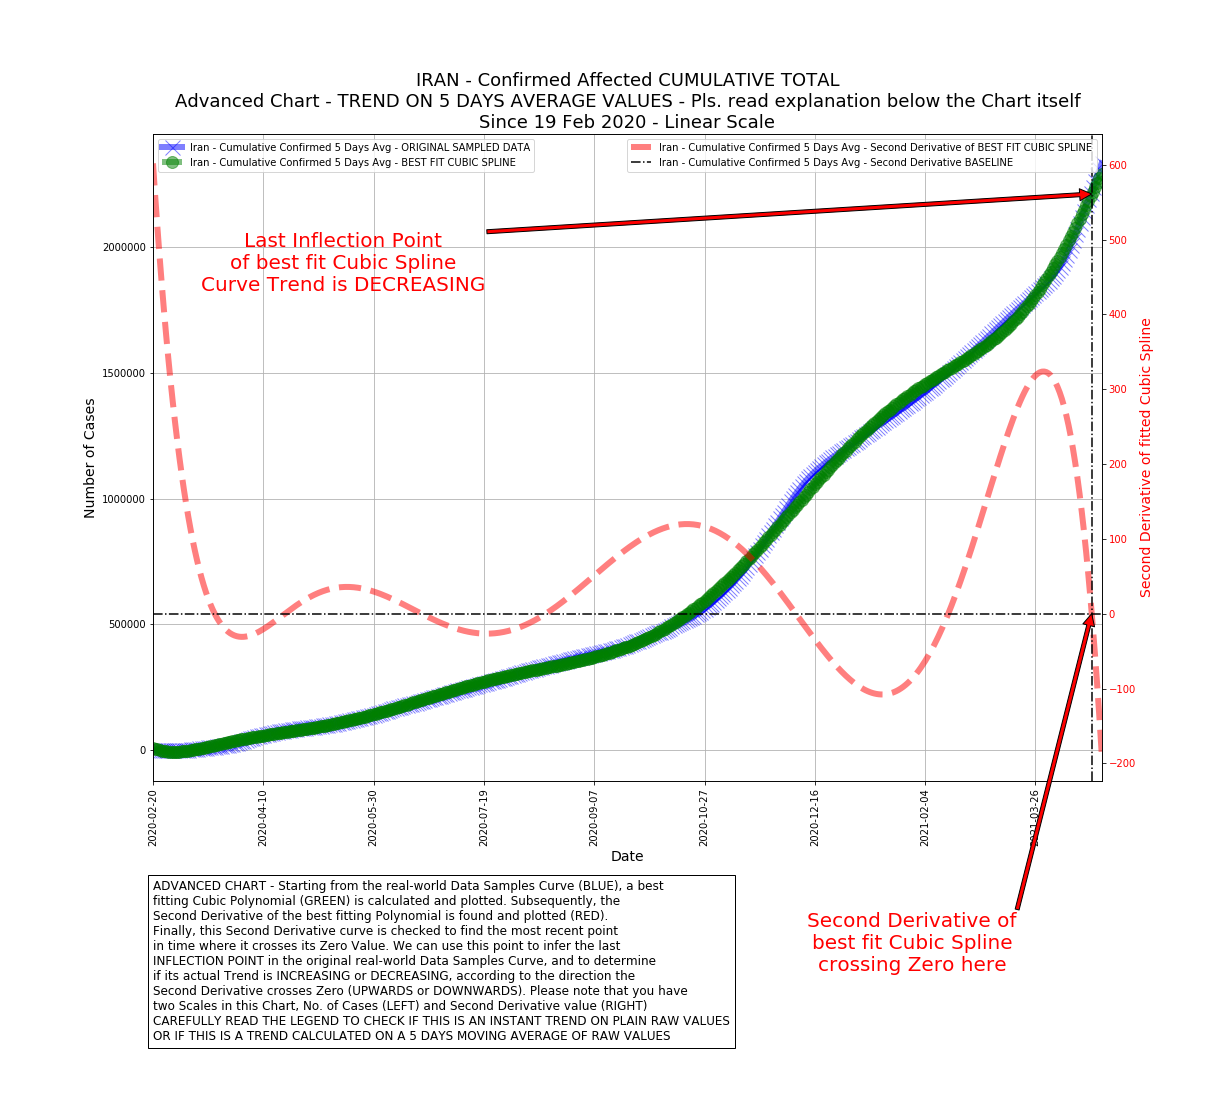 IRAN - Confirmed Affected CUMULATIVE TOTAL
Advanced Chart - TREND ON 5 DAYS AVERAGE VALUES - Pls. read explanation below the Chart itself
Since 19 Feb 2020 - Linear Scale
Iran - Cumulative Confirmed 5 Days Avg - ORIGINAL SAMPLED DATA
Iran - Cumulative Confirmed 5 Days Avg - BEST FIT CUBIC SPLINE
Iran - Cumulative Confirmed 5 Days Avg - Second Derivative of BEST FIT CUBIC SPLINE
Iran - Cumulative Confirmed 5 Days Avg - Second Derivative BASELINE
Last Inflection Point
of best fit Cubic Spline
Curve Trend is DECREASING
Number of Cases
2000000
1500000
1000000
500000
0
600
500
400
300
200
100
0
−100
−200
Second Derivative of fitted Cubic Spline
2020-02-20
2020-04-10
2020-05-30
2020-07-19
2020-09-07
2020-10-27
2020-12-16
2021-02-04
2021-03-26
Date
Second Derivative of
best fit Cubic Spline
crossing Zero here
ADVANCED CHART - Starting from the real-world Data Samples Curve (BLUE), a best
fitting Cubic Polynomial (GREEN) is calculated and plotted. Subsequently, the
Second Derivative of the best fitting Polynomial is found and plotted (RED).
Finally, this Second Derivative curve is checked to find the most recent point
in time where it crosses its Zero Value. We can use this point to infer the last
INFLECTION POINT in the original real-world Data Samples Curve, and to determine
if its actual Trend is INCREASING or DECREASING, according to the direction the
Second Derivative crosses Zero (UPWARDS or DOWNWARDS). Please note that you have
two Scales in this Chart, No. of Cases (LEFT) and Second Derivative value (RIGHT)
CAREFULLY READ THE LEGEND TO CHECK IF THIS IS AN INSTANT TREND ON PLAIN RAW VALUES
OR IF THIS IS A TREND CALCULATED ON A 5 DAYS MOVING AVERAGE OF RAW VALUES